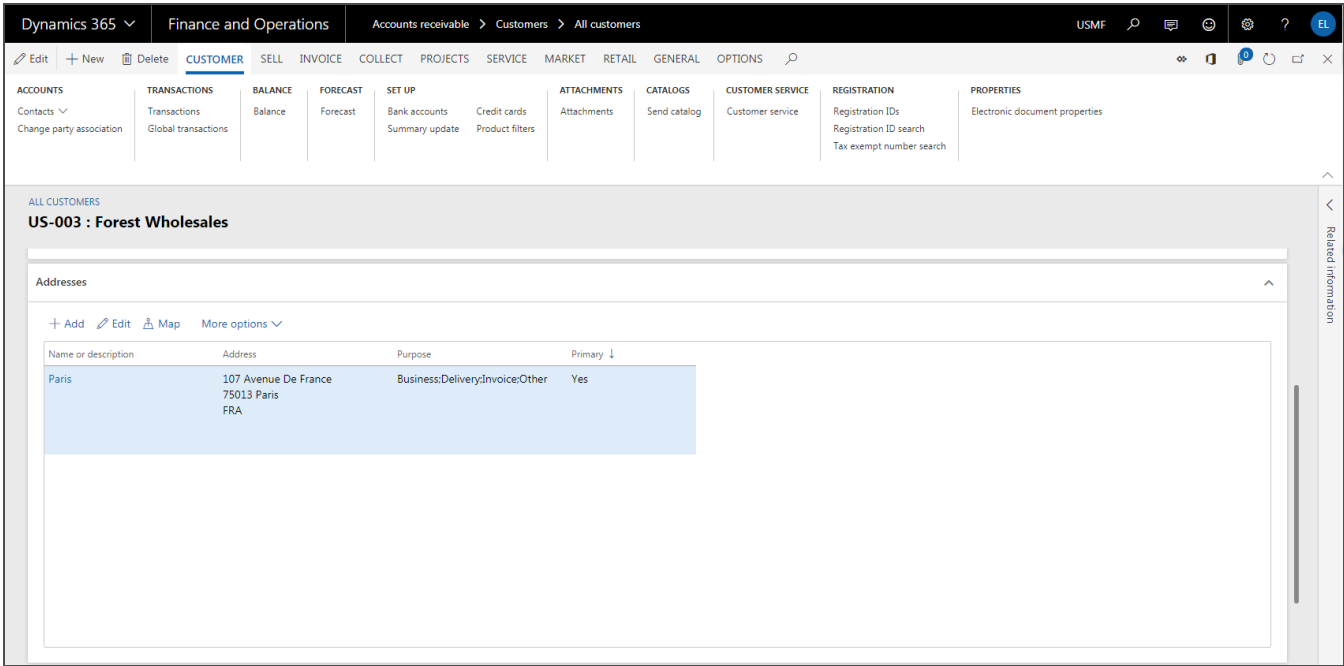 Dynamics 365 Finance and Operations Accounts receivable > Customers > All customers USMF ? EL
Edit + New Delete CUSTOMER SELL INVOICE COLLECT PROJECTS SERVICE MARKET RETAIL GENERAL OPTIONS 0
ACCOUNTS TRANSACTIONS BALANCE FORECAST SET UP ATTACHMENTS CATALOGS CUSTOMER SERVICE REGISTRATION PROPERTIES
Contacts Transactions Balance Forecast Bank accounts Credit cards Attachments Send catalog Customer service Registration IDs Electronic document properties
Change party association Global transactions Summary update Product filters Registration ID search
Tax exempt number search
ALL CUSTOMERS
US-003 : Forest Wholesales
Related information
Addresses
+ Add Edit Map More options
Name or description Address Purpose Primary ↓
Paris 107 Avenue De France Business;Delivery;Invoice;Other Yes
75013 Paris
FRA